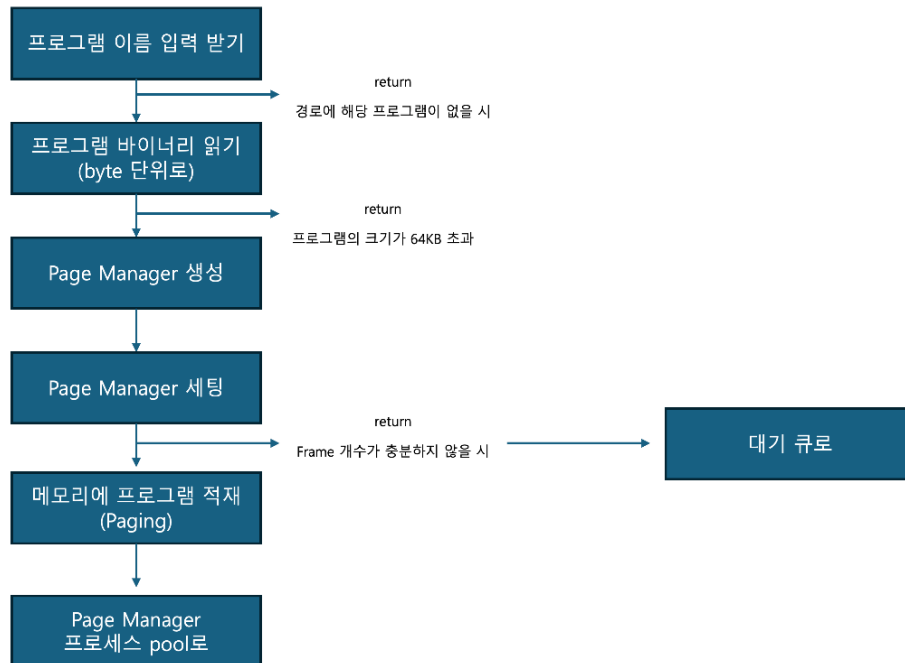 프로그램 이름 입력 받기
return
경로에 해당 프로그램이 없을 시
프로그램 바이너리 읽기
(byte 단위로)
return
프로그램의 크기가 64KB 초과
Page Manager 생성
Page Manager 세팅
return
Frame 개수가 충분하지 않을 시
대기 큐로
메모리에 프로그램 적재
(Paging)
Page Manager
프로세스 pool로